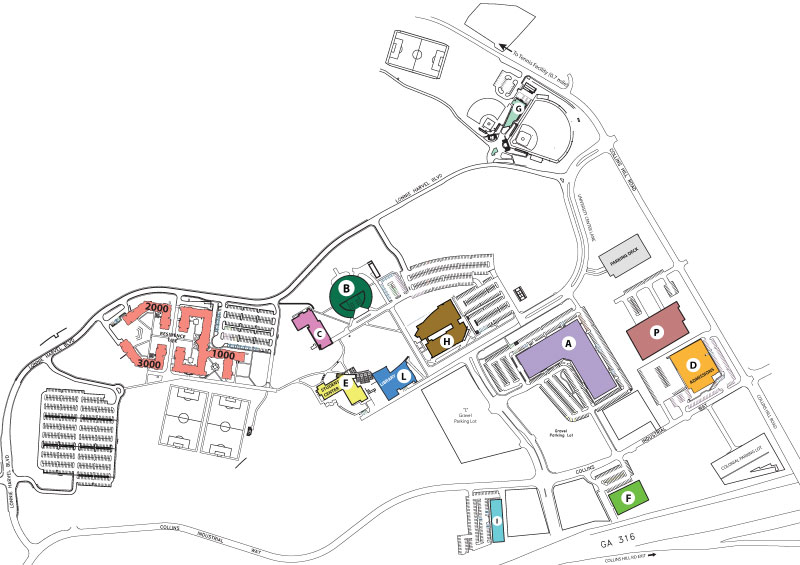 To Tennis Facility (0.7 mile)
G
COLLINS HILL ROAD
LONNIE HARVEL BLVD
UNIVERSITY CENTER LANE
PARKING DECK
B
2000
RESIDENCE
3000
1000
C
H
A
P
D
ADMISSIONS
LONNIE HARVEL BLVD
STUDENT
CENTER
E
LIBRARY
L
"L"
Gravel
Parking Lot
Gravel
Parking Lot
COLLINS
INDUSTRIAL
WAY
COLLINS HILL ROAD
COLONIAL PARKING LOT
LONNIE HARVEL BLVD
F
I
COLLINS
INDUSTRIAL
WAY
GA 316
COLLINS HILL RD EXIT